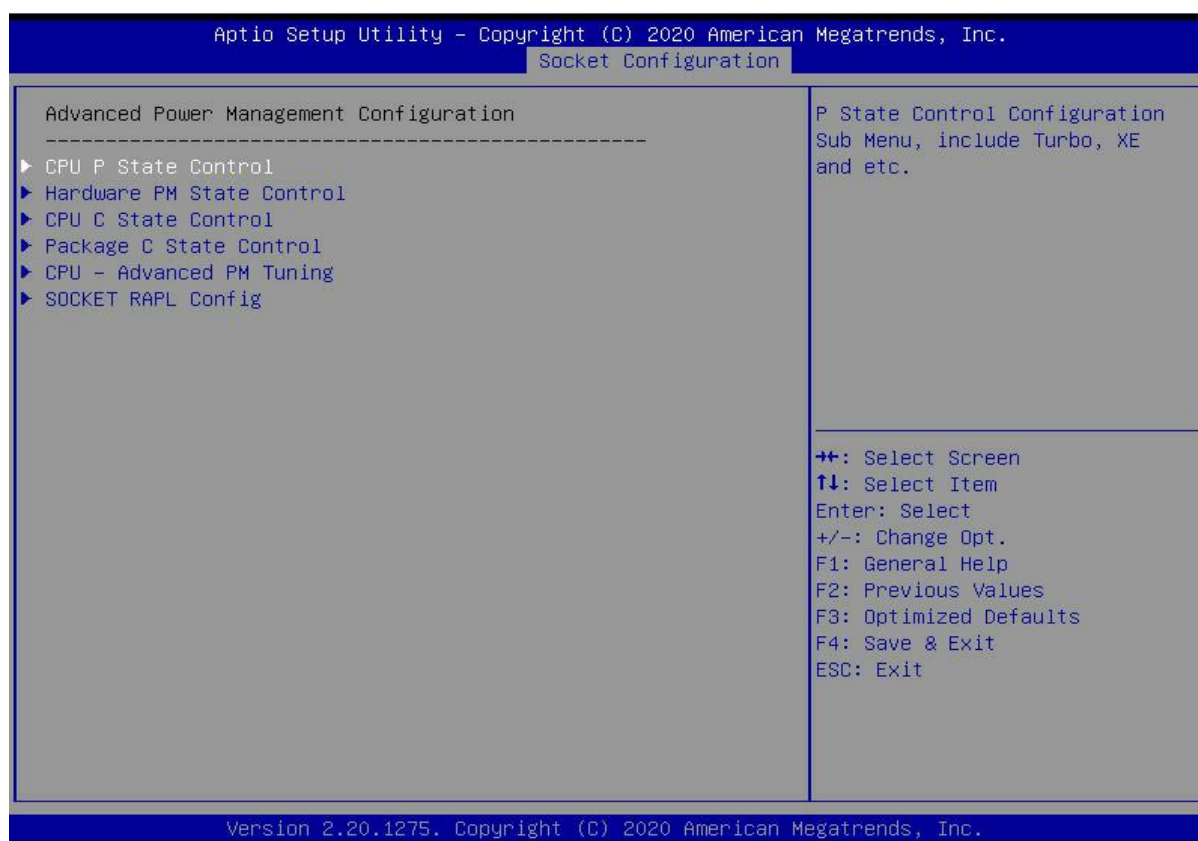 Aptio Setup Utility – Copyright (C) 2020 American Megatrends, Inc.
Socket Configuration
Advanced Power Management Configuration
------------------------------------------------
▶ CPU P State Control
▶ Hardware PM State Control
▶ CPU C State Control
▶ Package C State Control
▶ CPU – Advanced PM Tuning
▶ SOCKET RAPL Config
P State Control Configuration
Sub Menu, include Turbo, XE
and etc.
→←: Select Screen
↑↓: Select Item
Enter: Select
+/-: Change Opt.
F1: General Help
F2: Previous Values
F3: Optimized Defaults
F4: Save & Exit
ESC: Exit
Version 2.20.1275. Copyright (C) 2020 American Megatrends, Inc.